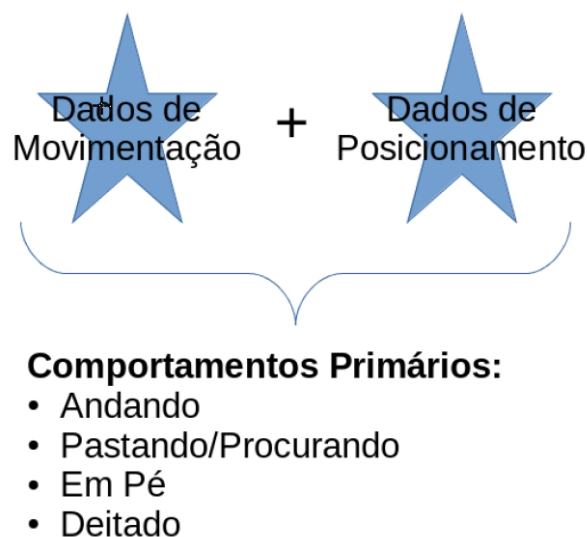 Dados de
Movimentação
+
Dados de
Posicionamento
Comportamentos Primários:
• Andando
• Pastando/Procurando
• Em Pé
• Deitado